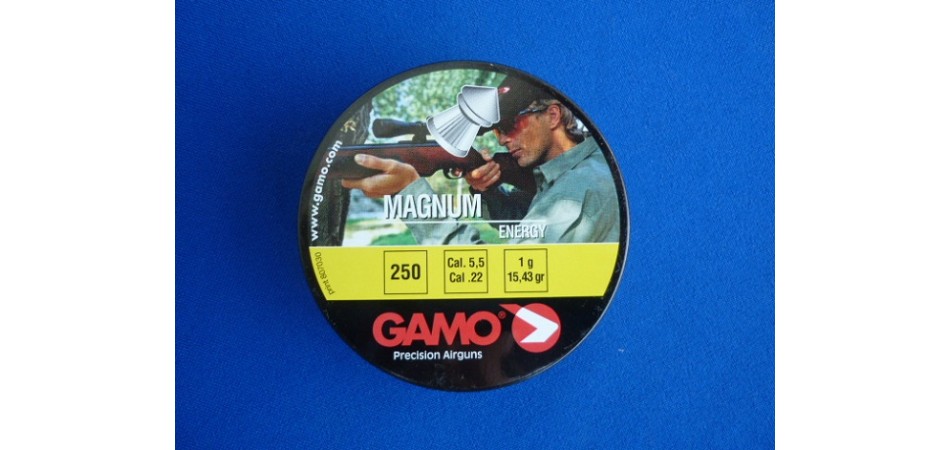 www.gamo.com
MAGNUM
ENERGY
250
Cal. 5,5
Cal .22
1 g
15,43 gr
GAMO®
Precision Airguns